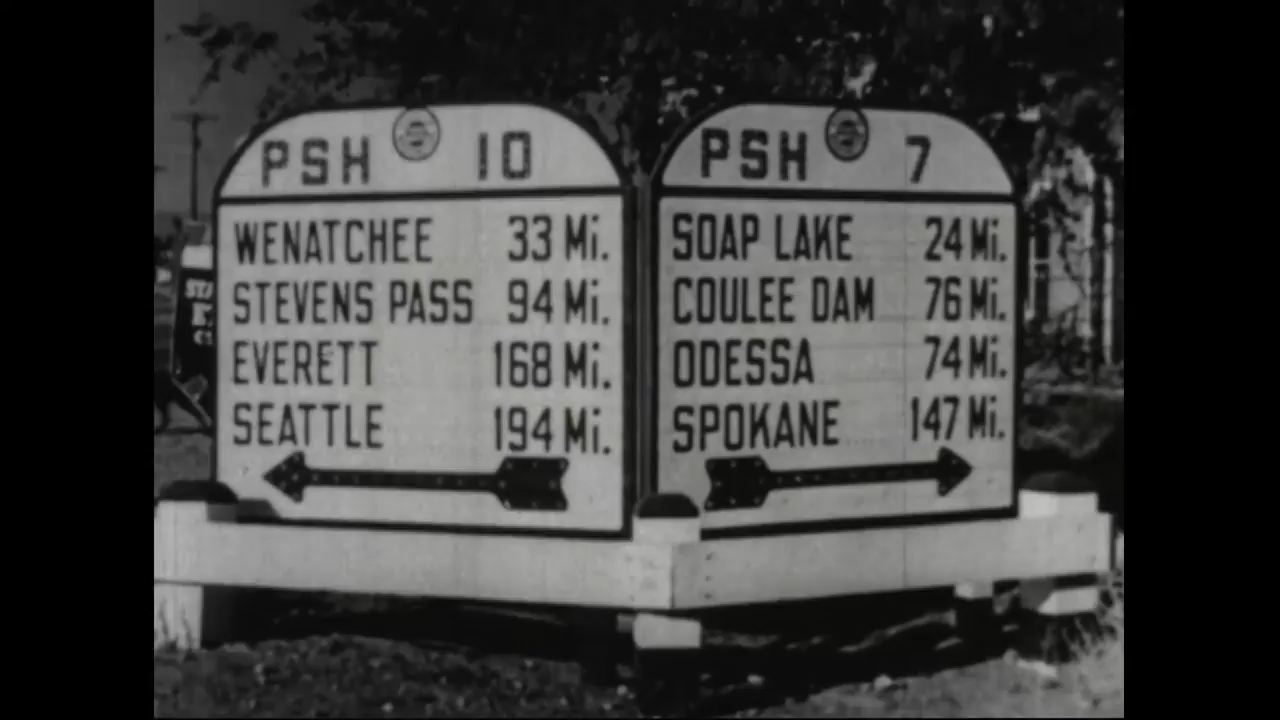 PSH 10
WENATCHEE 33 Mi.
STEVENS PASS 94 Mi.
EVERETT 168 Mi.
SEATTLE 194 Mi.
PSH 7
SOAP LAKE 24 Mi.
COULEE DAM 76 Mi.
ODESSA 74 Mi.
SPOKANE 147 Mi.